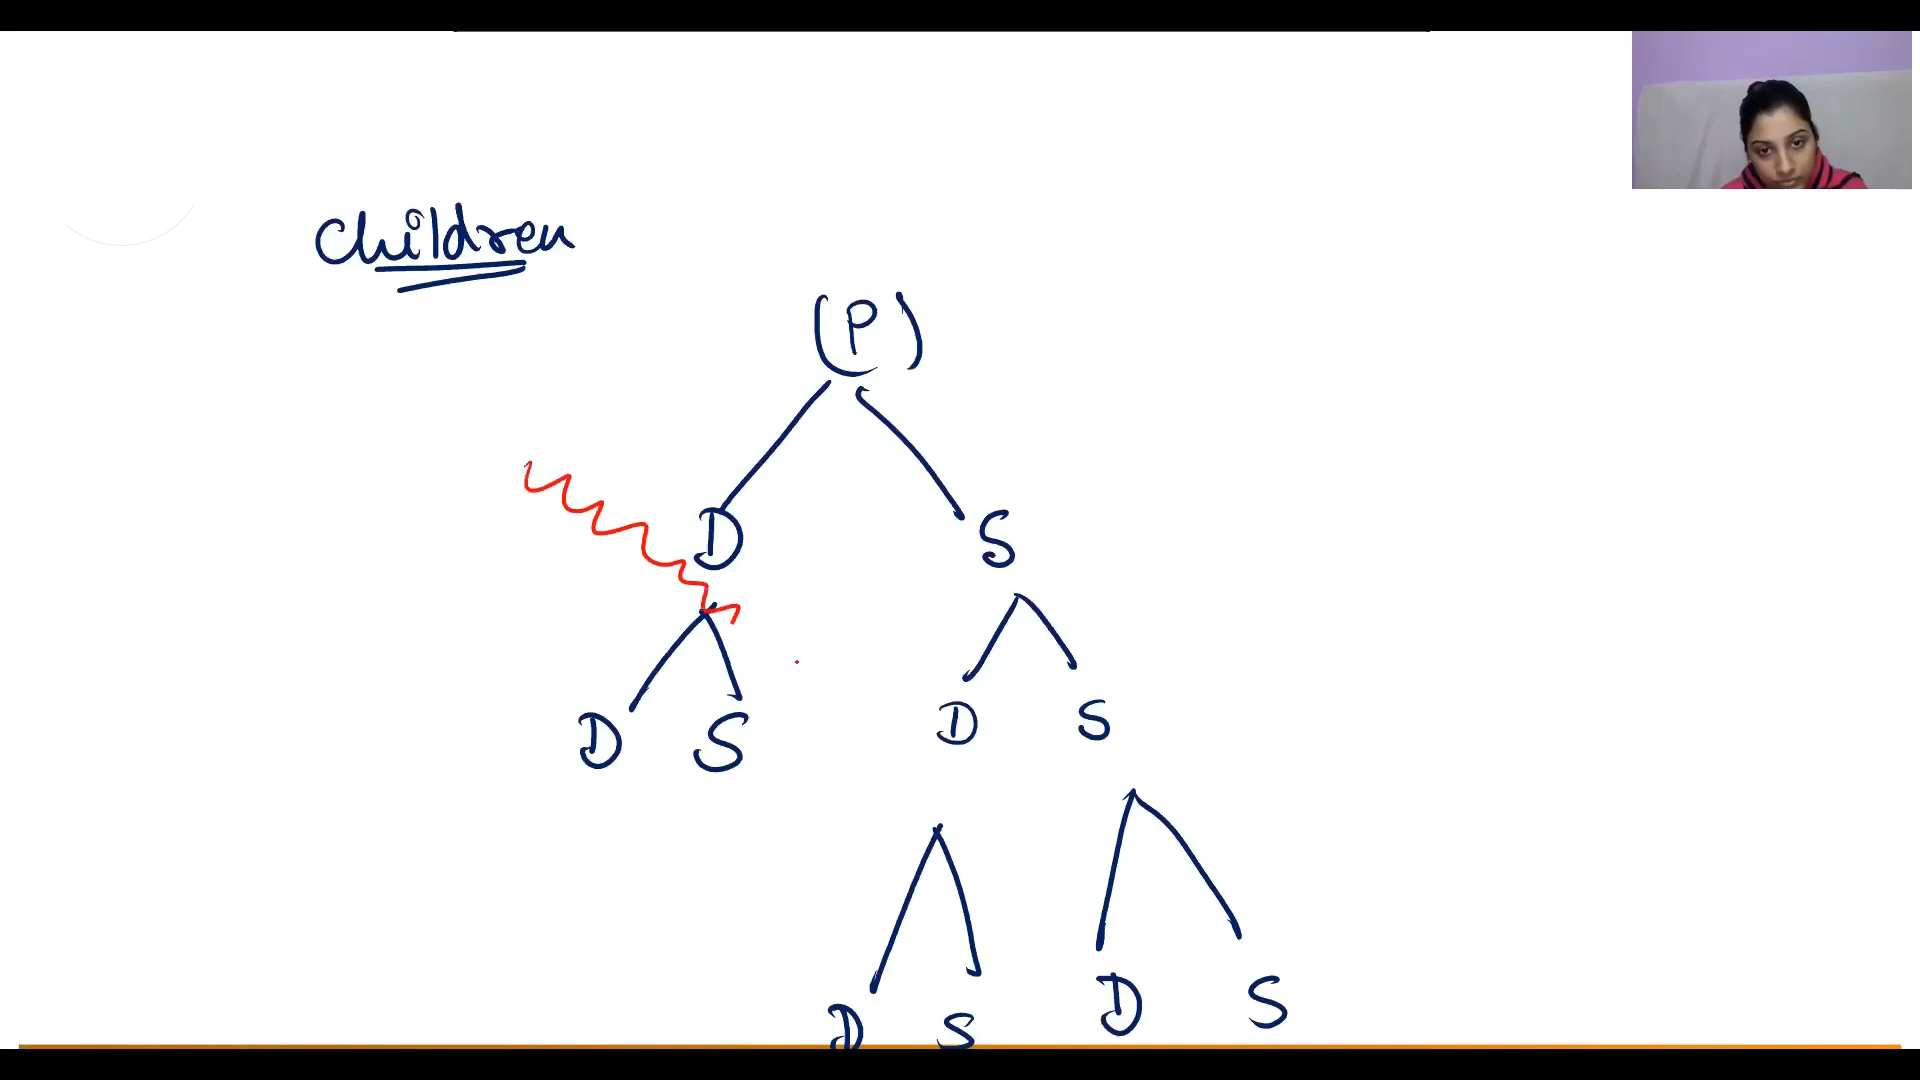 Children
(P)
D S
D S D S
D S D S